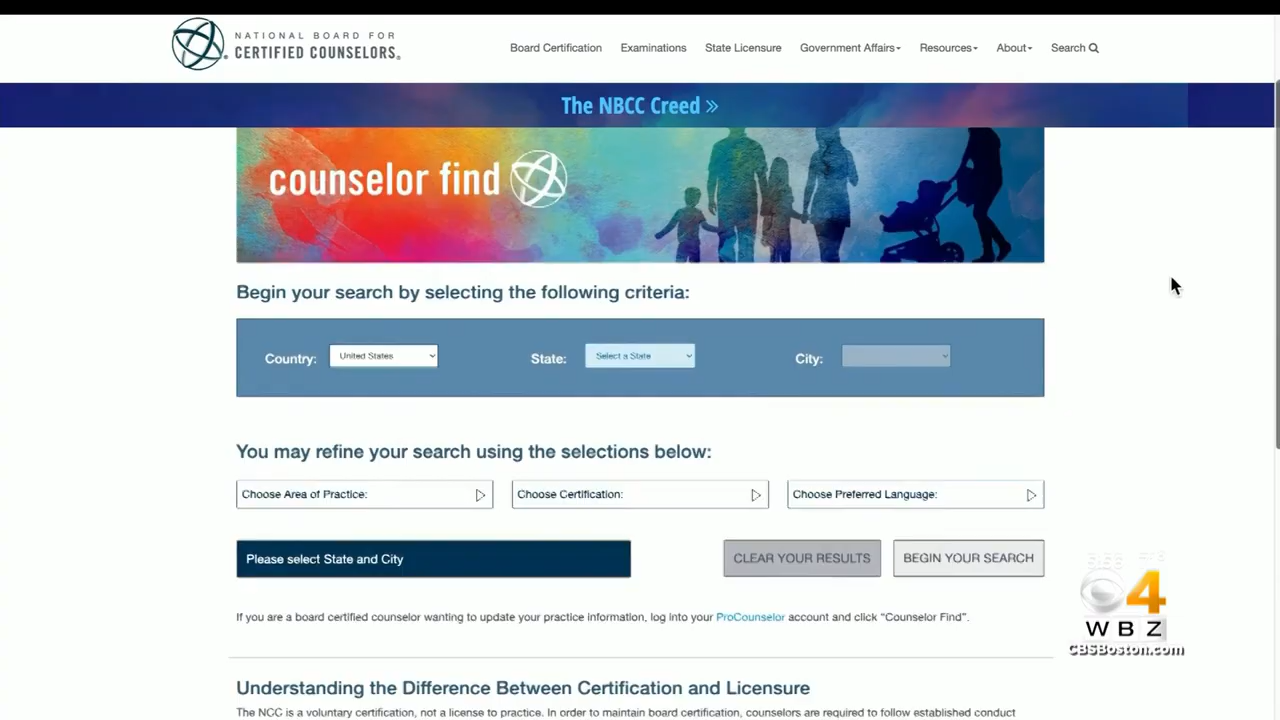 NATIONAL BOARD FOR
CERTIFIED COUNSELORS®
Board Certification Examinations State Licensure Government Affairs Resources About Search
The NBCC Creed »
counselor find
Begin your search by selecting the following criteria:
Country: United States State: Select a State City:
You may refine your search using the selections below:
Choose Area of Practice: Choose Certification: Choose Preferred Language:
Please select State and City CLEAR YOUR RESULTS BEGIN YOUR SEARCH
If you are a board certified counselor wanting to update your practice information, log into your ProCounselor account and click “Counselor Find”.
4
WBZ
CBSBoston.com
Understanding the Difference Between Certification and Licensure
The NCC is a voluntary certification, not a license to practice. In order to maintain board certification, counselors are required to follow established conduct